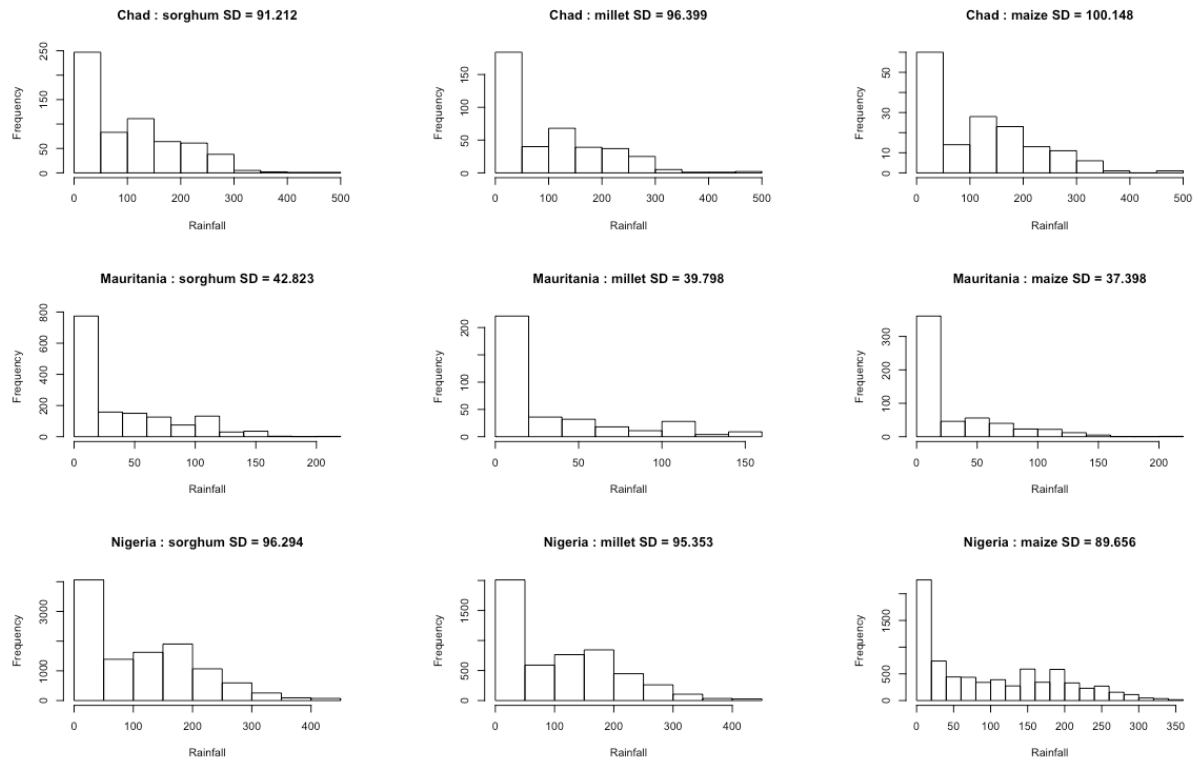 Chad : sorghum SD = 91.212
Frequency
0 50 150 250
0 100 200 300 400 500
Rainfall
Chad : millet SD = 96.399
Frequency
0 50 100 150
0 100 200 300 400 500
Rainfall
Chad : maize SD = 100.148
Frequency
0 10 30 50
0 100 200 300 400 500
Rainfall
Mauritania : sorghum SD = 42.823
Frequency
0 200 400 600 800
0 50 100 150 200
Rainfall
Mauritania : millet SD = 39.798
Frequency
0 50 100 200
0 50 100 150
Rainfall
Mauritania : maize SD = 37.398
Frequency
0 100 200 300
0 50 100 150 200
Rainfall
Nigeria : sorghum SD = 96.294
Frequency
0 1000 3000
0 100 200 300 400
Rainfall
Nigeria : millet SD = 95.353
Frequency
0 500 1500
0 100 200 300 400
Rainfall
Nigeria : maize SD = 89.656
Frequency
0 500 1500
0 50 100 150 200 250 300 350
Rainfall